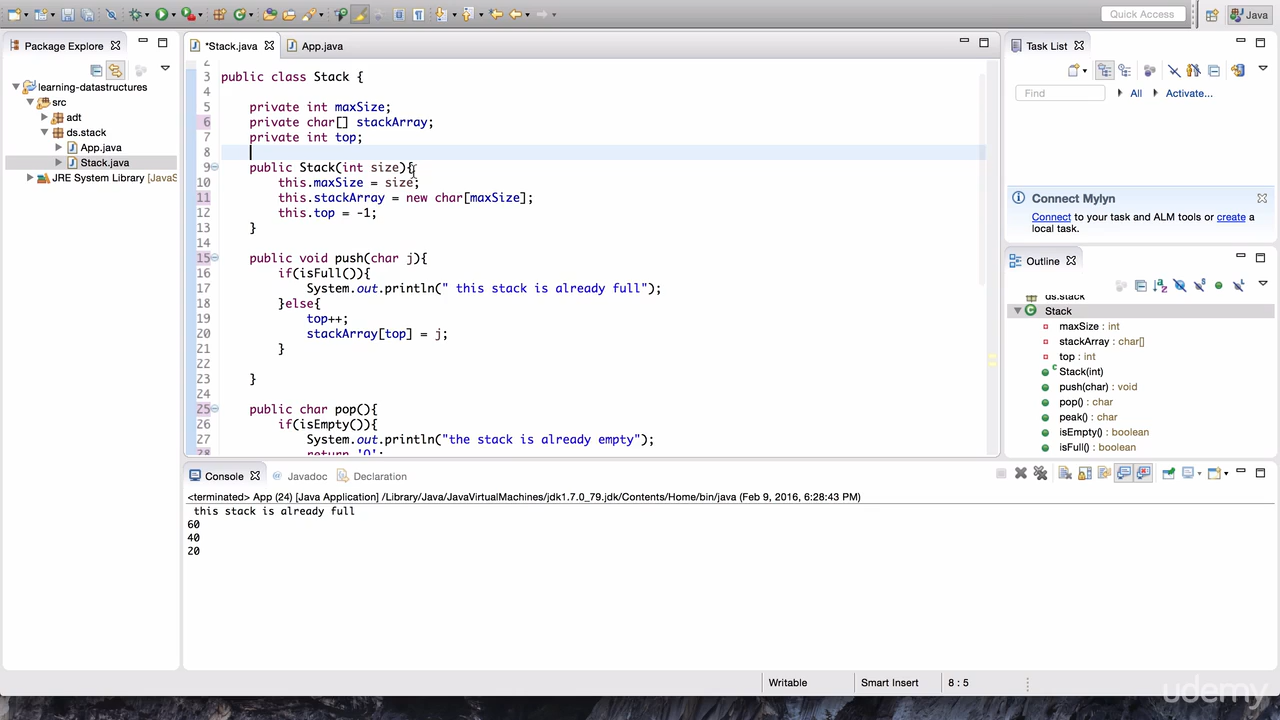 Quick Access
Java
Package Explore
*Stack.java
App.java
Task List
learning-datastructures
src
adt
ds.stack
App.java
Stack.java
JRE System Library [JavaS
2
3 public class Stack {
4
5 private int maxSize;
6 private char[] stackArray;
7 private int top;
8
9 public Stack(int size){
10 this.maxSize = size;
11 this.stackArray = new char[maxSize];
12 this.top = -1;
13 }
14
15 public void push(char j){
16 if(isFull()){
17 System.out.println(" this stack is already full");
18 }else{
19 top++;
20 stackArray[top] = j;
21 }
22
23 }
24
25 public char pop(){
26 if(isEmpty()){
27 System.out.println("the stack is already empty");
28 return '0';
Find
All
Activate...
Connect Mylyn
Connect to your task and ALM tools or create a
local task.
Outline
ds.stack
Stack
maxSize : int
stackArray : char[]
top : int
Stack(int)
push(char) : void
pop() : char
peak() : char
isEmpty() : boolean
isFull() : boolean
Console
@ Javadoc
Declaration
<terminated> App (24) [Java Application] /Library/Java/JavaVirtualMachines/jdk1.7.0_79.jdk/Contents/Home/bin/java (Feb 9, 2016, 6:28:43 PM)
this stack is already full
60
40
20
Writable
Smart Insert
8 : 5
udemy